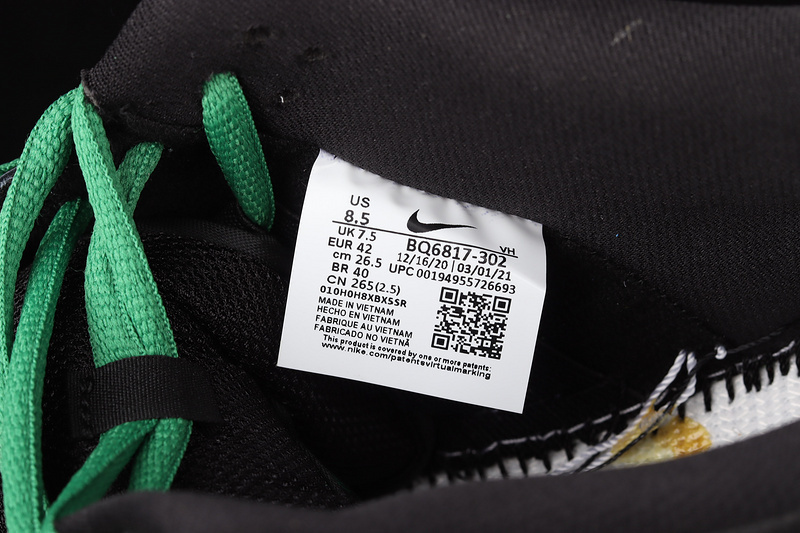 US
8.5
UK 7.5
EUR 42
cm 26.5
BR 40
CN 265(2.5)
VH
BQ6817-302
12/16/20 | 03/01/21
UPC 00194955726693
010H0H8XBXSSR
MADE IN VIETNAM
HECHO EN VIETNAM
FABRIQUE AU VIETNAM
FABRICADO NO VIETNÃ
This product is covered by one or more patents:
www.nike.com/patentsvirtualmarking